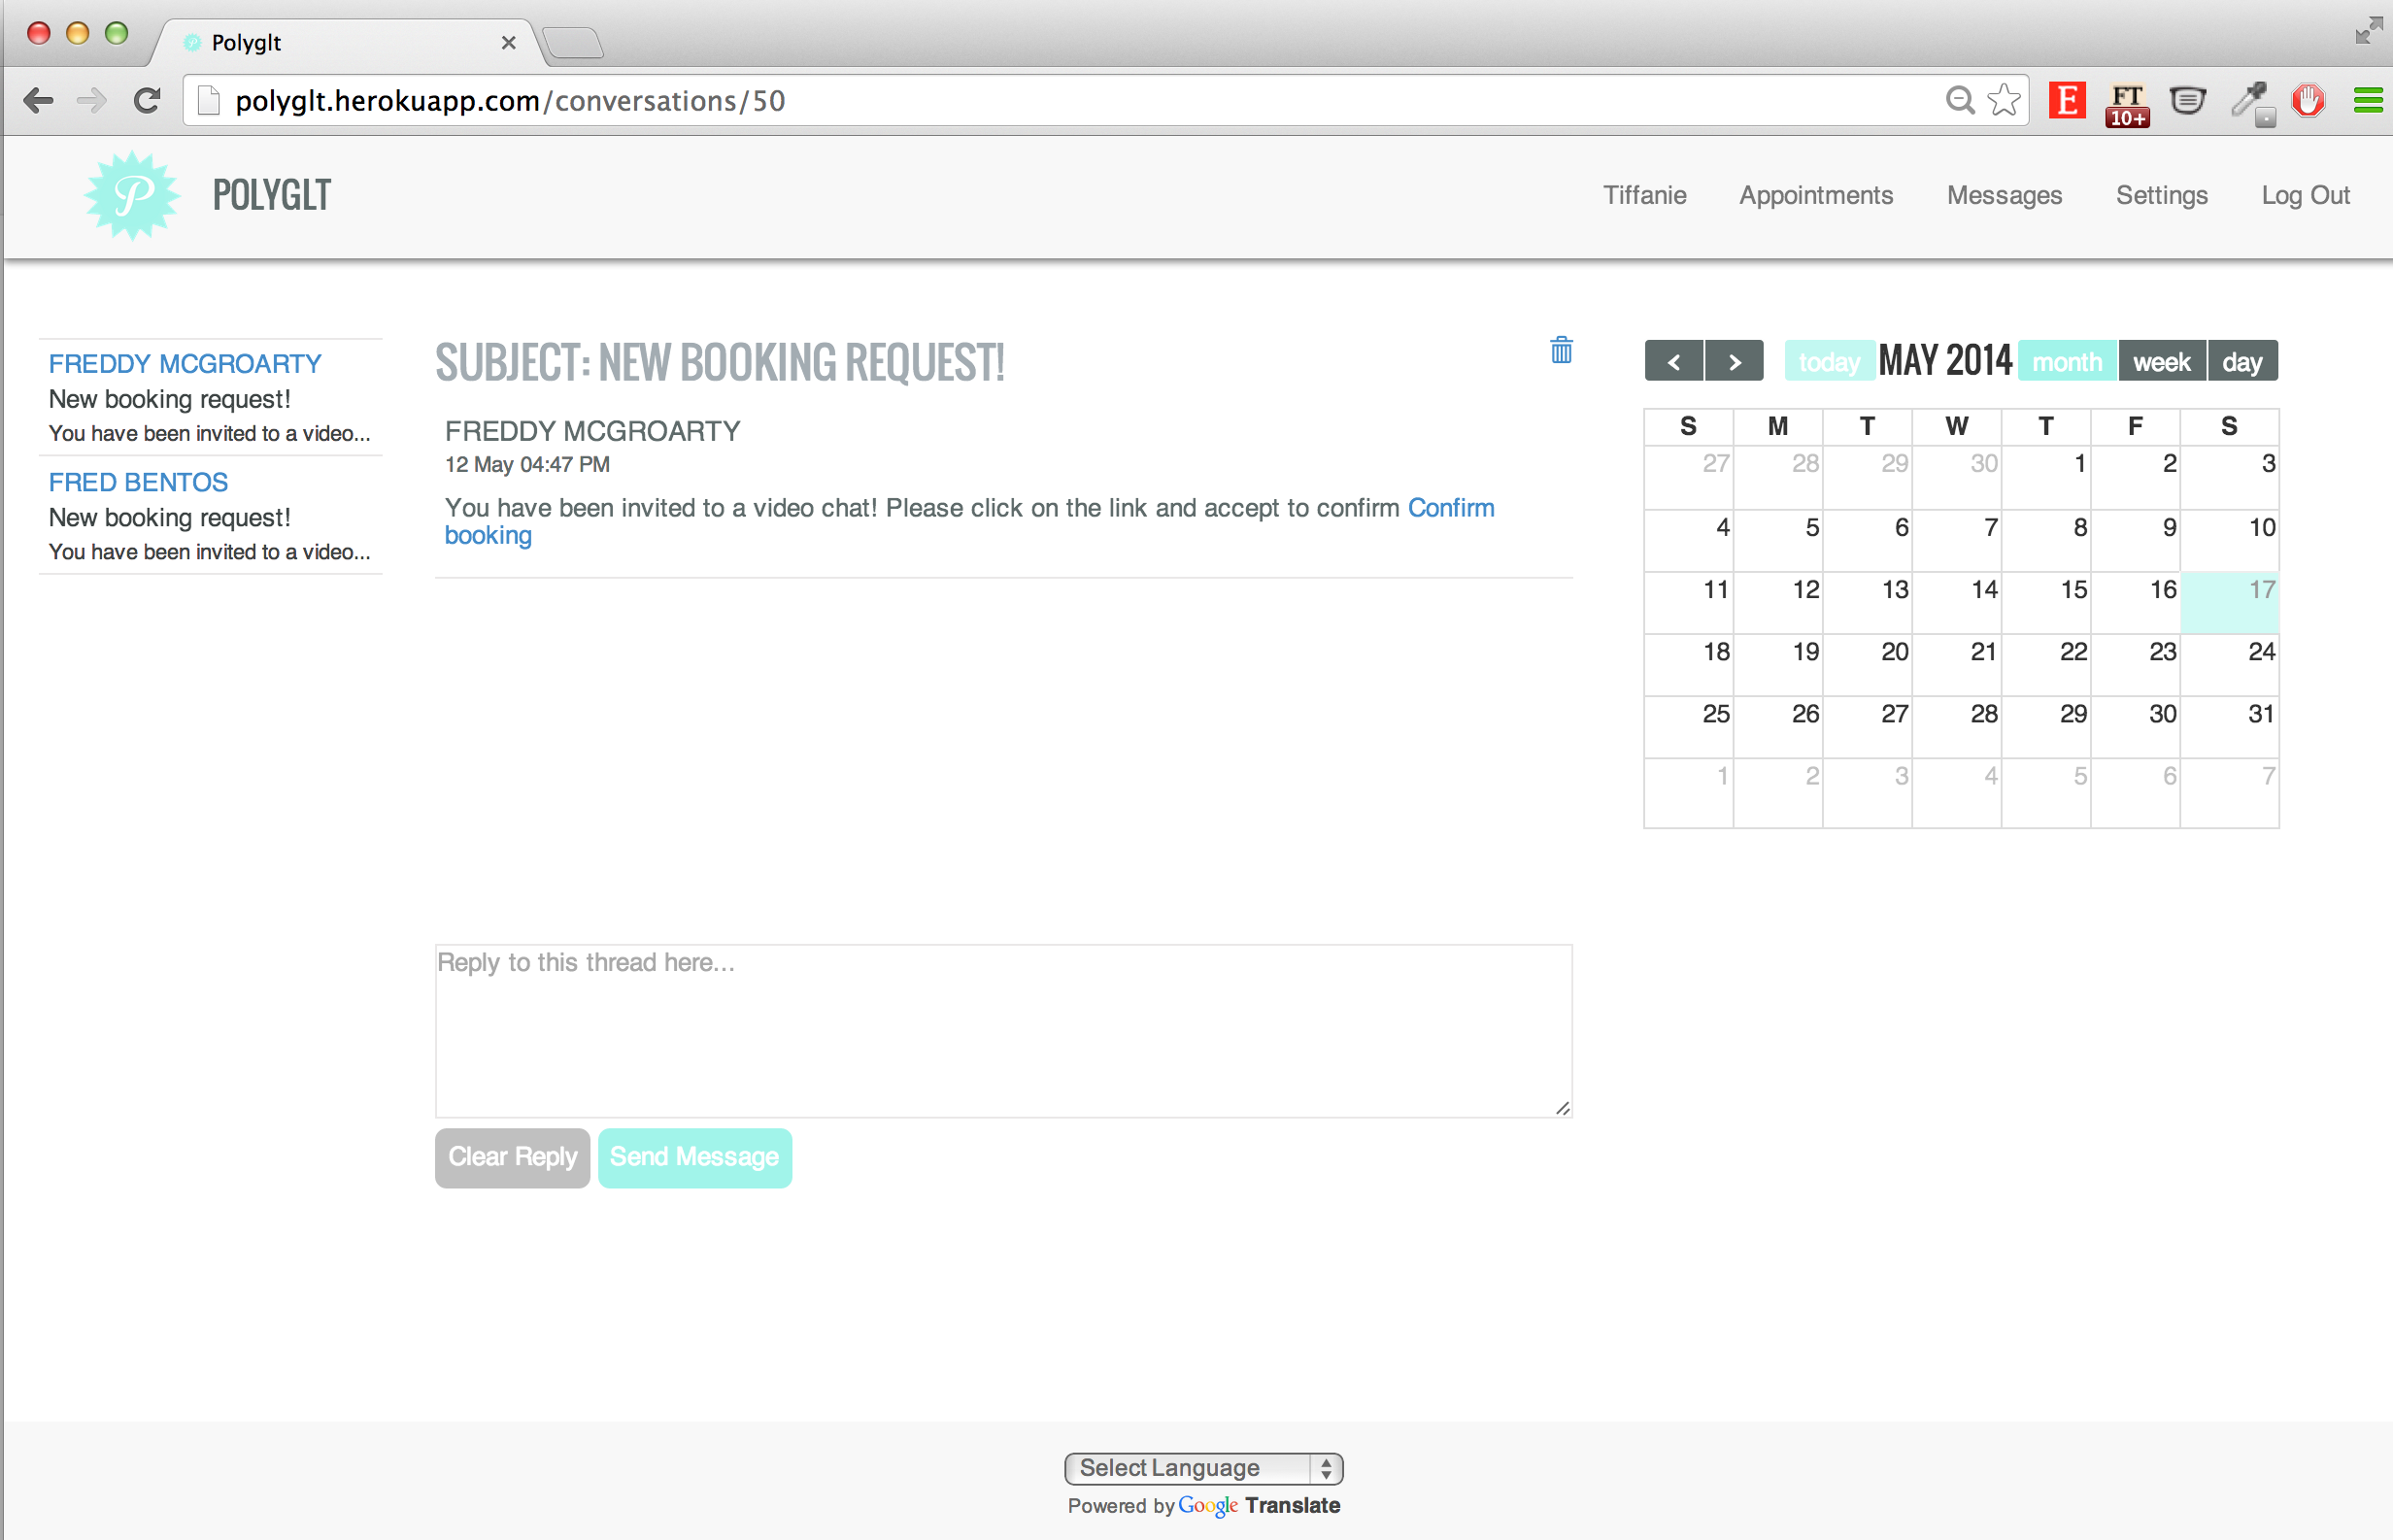 Polyglt
polyglt.herokuapp.com/conversations/50
E
FT
10+
P
POLYGLT
Tiffanie
Appointments
Messages
Settings
Log Out
FREDDY MCGROARTY
New booking request!
You have been invited to a video...
FRED BENTOS
New booking request!
You have been invited to a video...
SUBJECT: NEW BOOKING REQUEST!
FREDDY MCGROARTY
12 May 04:47 PM
You have been invited to a video chat! Please click on the link and accept to confirm Confirm
booking
Reply to this thread here...
Clear Reply
Send Message
today
MAY 2014
month
week
day
S M T W T F S
27 28 29 30 1 2 3
4 5 6 7 8 9 10
11 12 13 14 15 16 17
18 19 20 21 22 23 24
25 26 27 28 29 30 31
1 2 3 4 5 6 7
Select Language
Powered by Google Translate